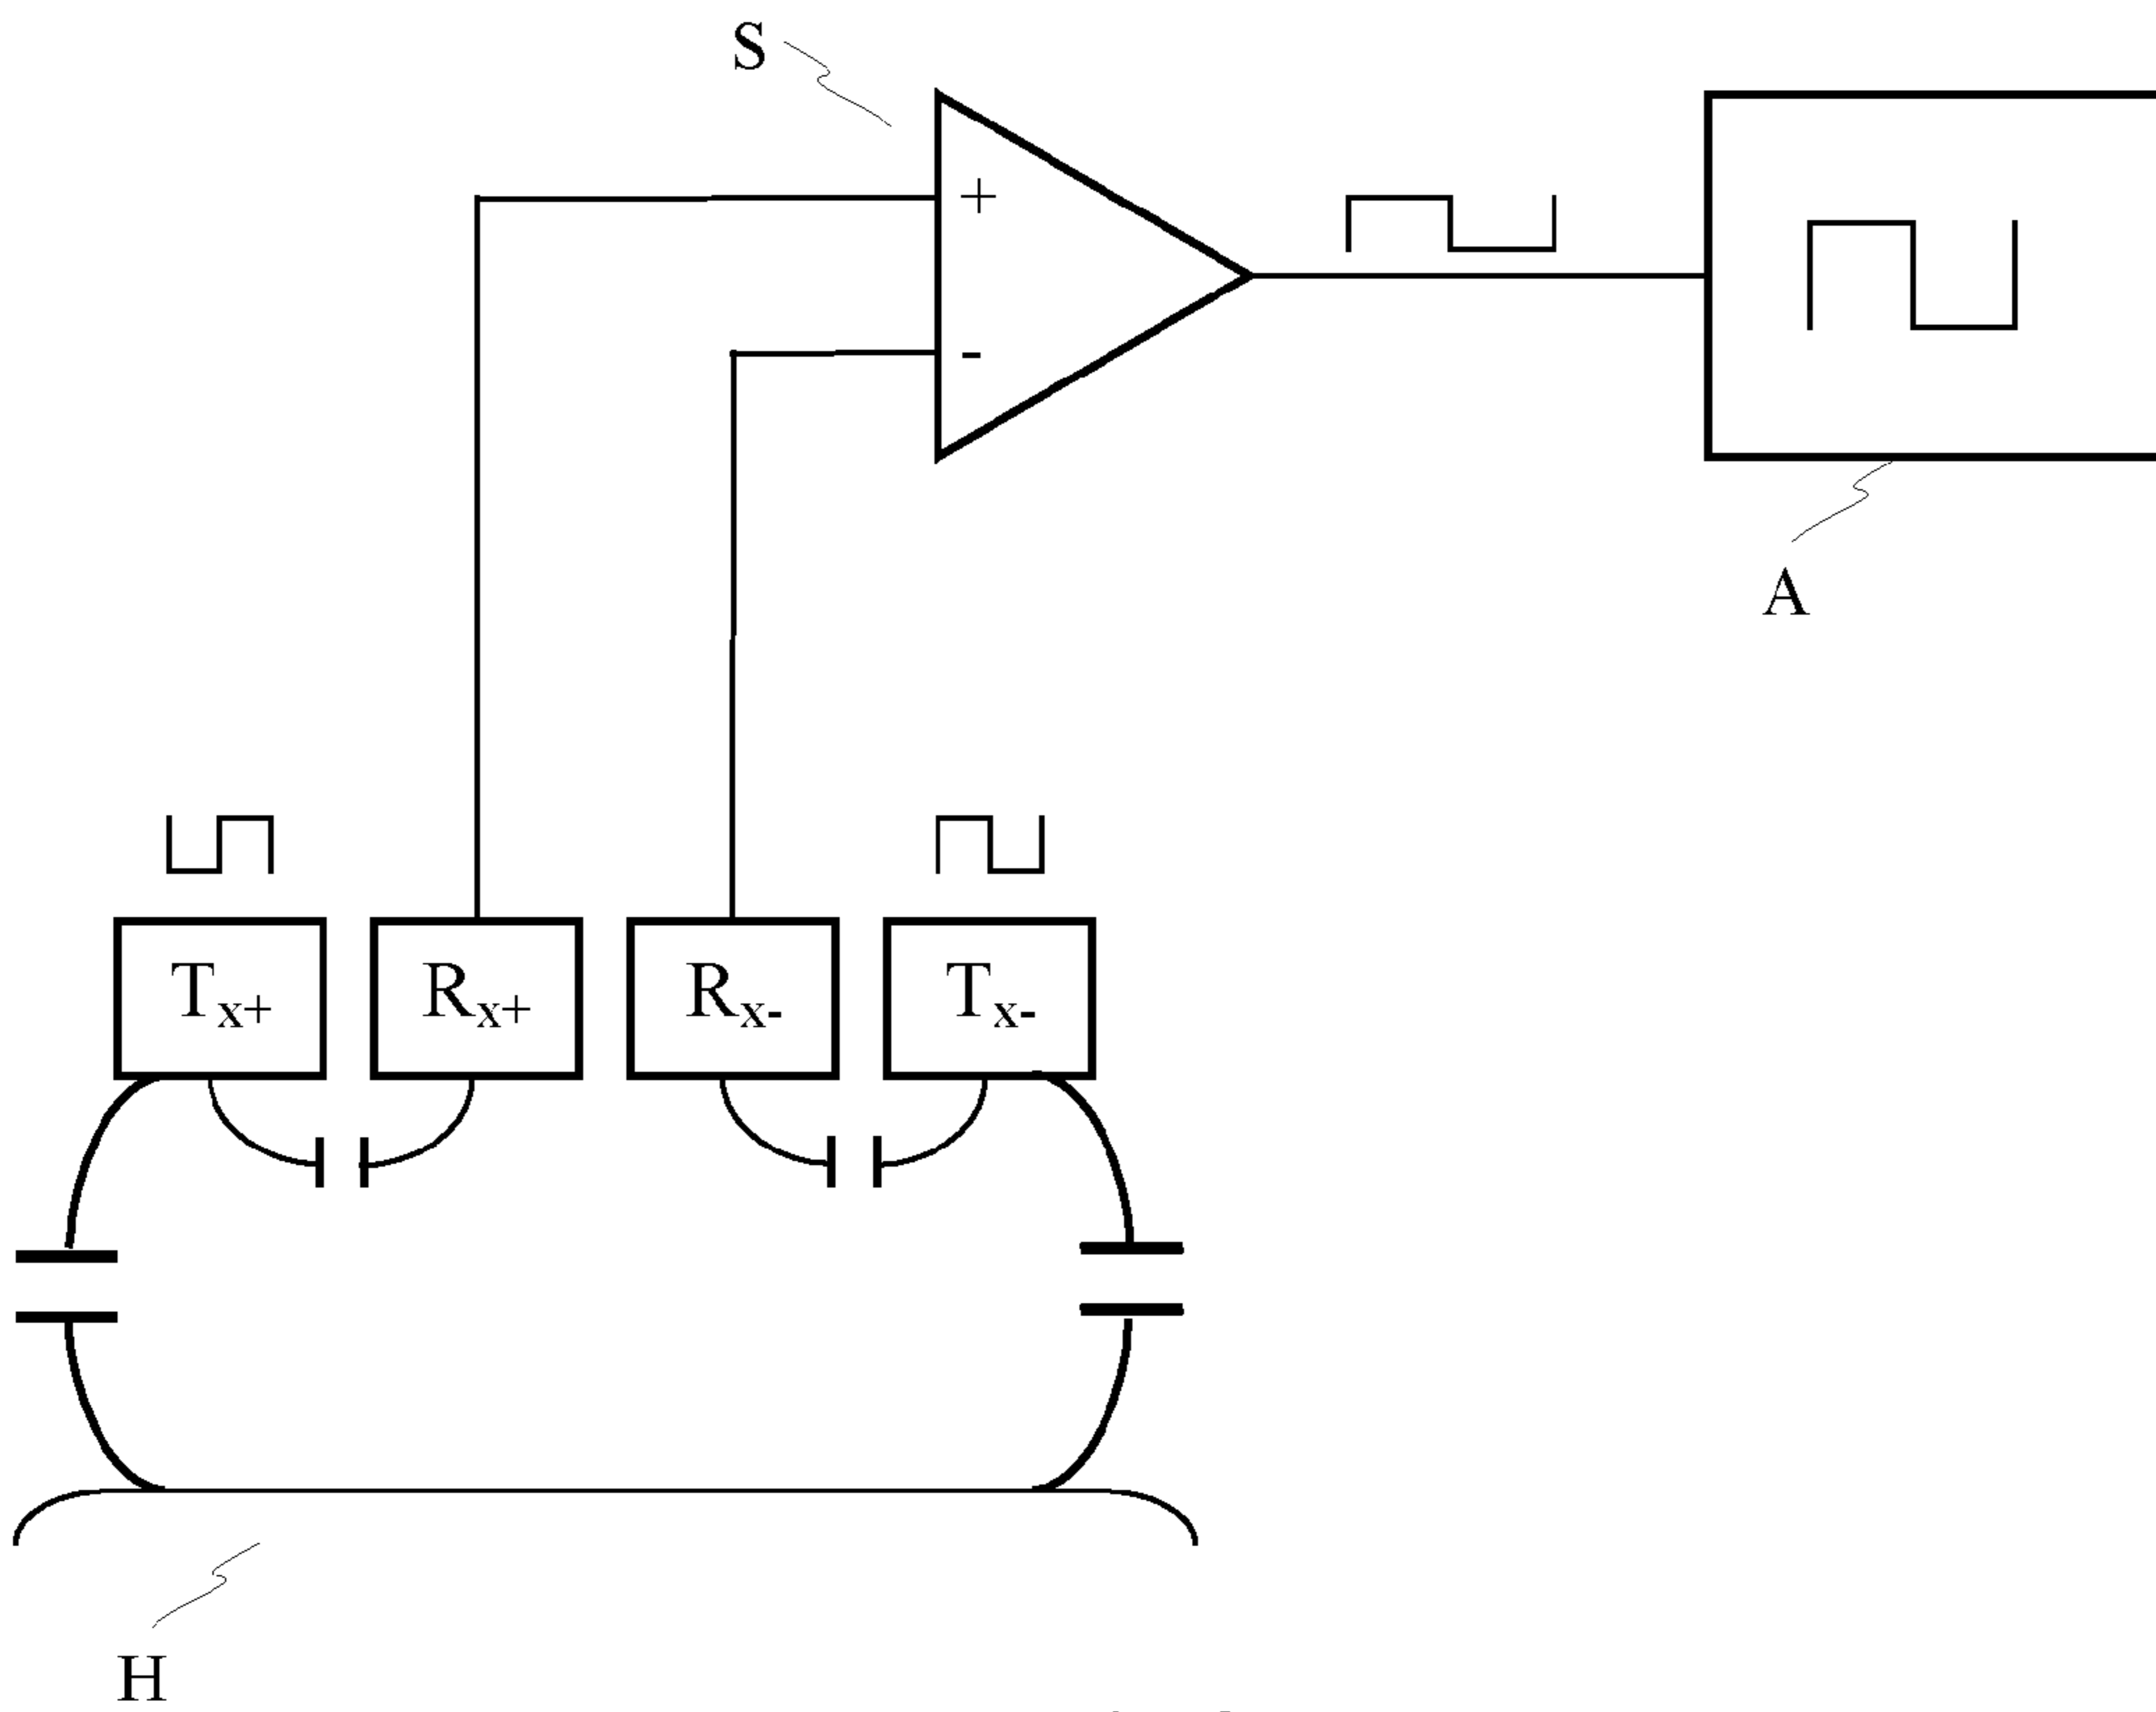 S
+
-
A
Tx+ Rx+ Rx- Tx-
H